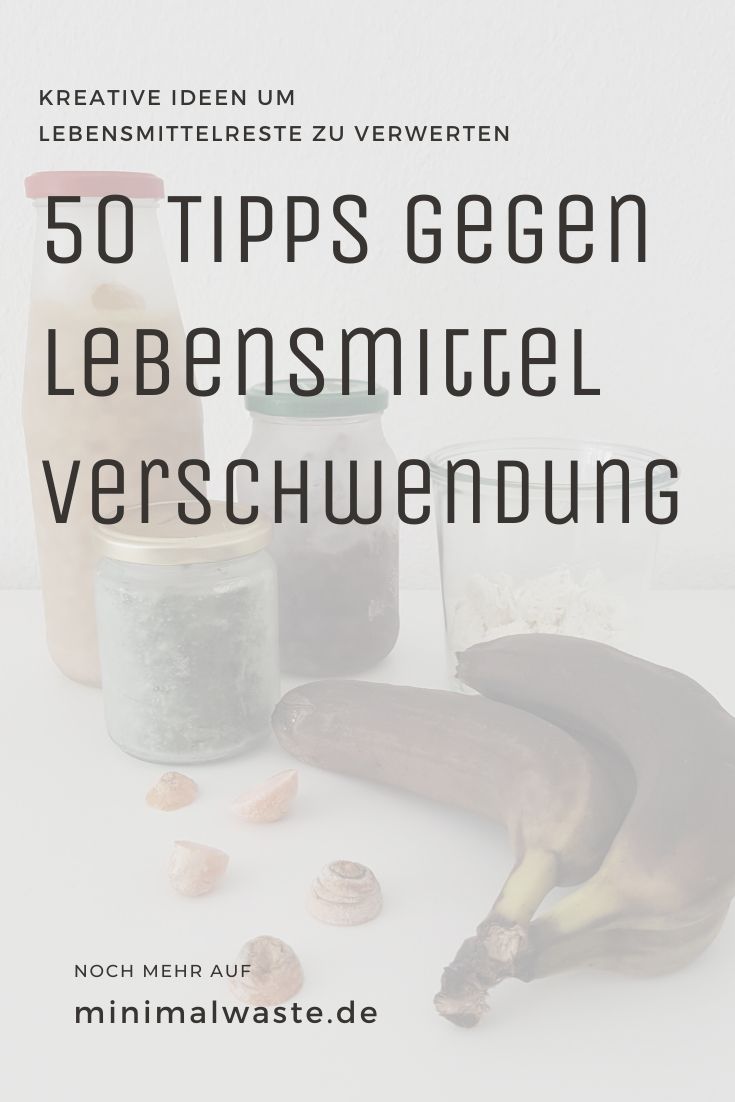 KREATIVE IDEEN UM
LEBENSMITTELRESTE ZU VERWERTEN
50 Tipps gegen
Lebensmittel
verschwendung
NOCH MEHR AUF
minimalwaste.de